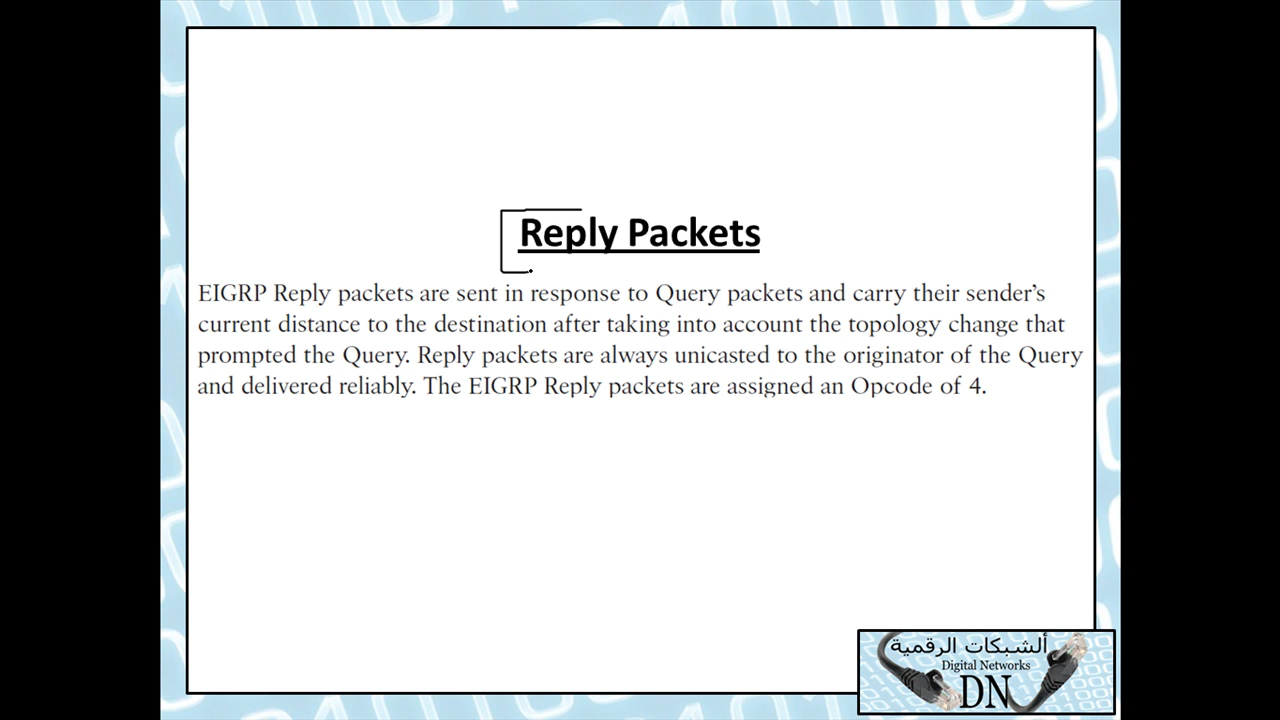 Reply Packets
EIGRP Reply packets are sent in response to Query packets and carry their sender's
current distance to the destination after taking into account the topology change that
prompted the Query. Reply packets are always unicasted to the originator of the Query
and delivered reliably. The EIGRP Reply packets are assigned an Opcode of 4.
ألشبكات الرقمية
Digital Networks
DN